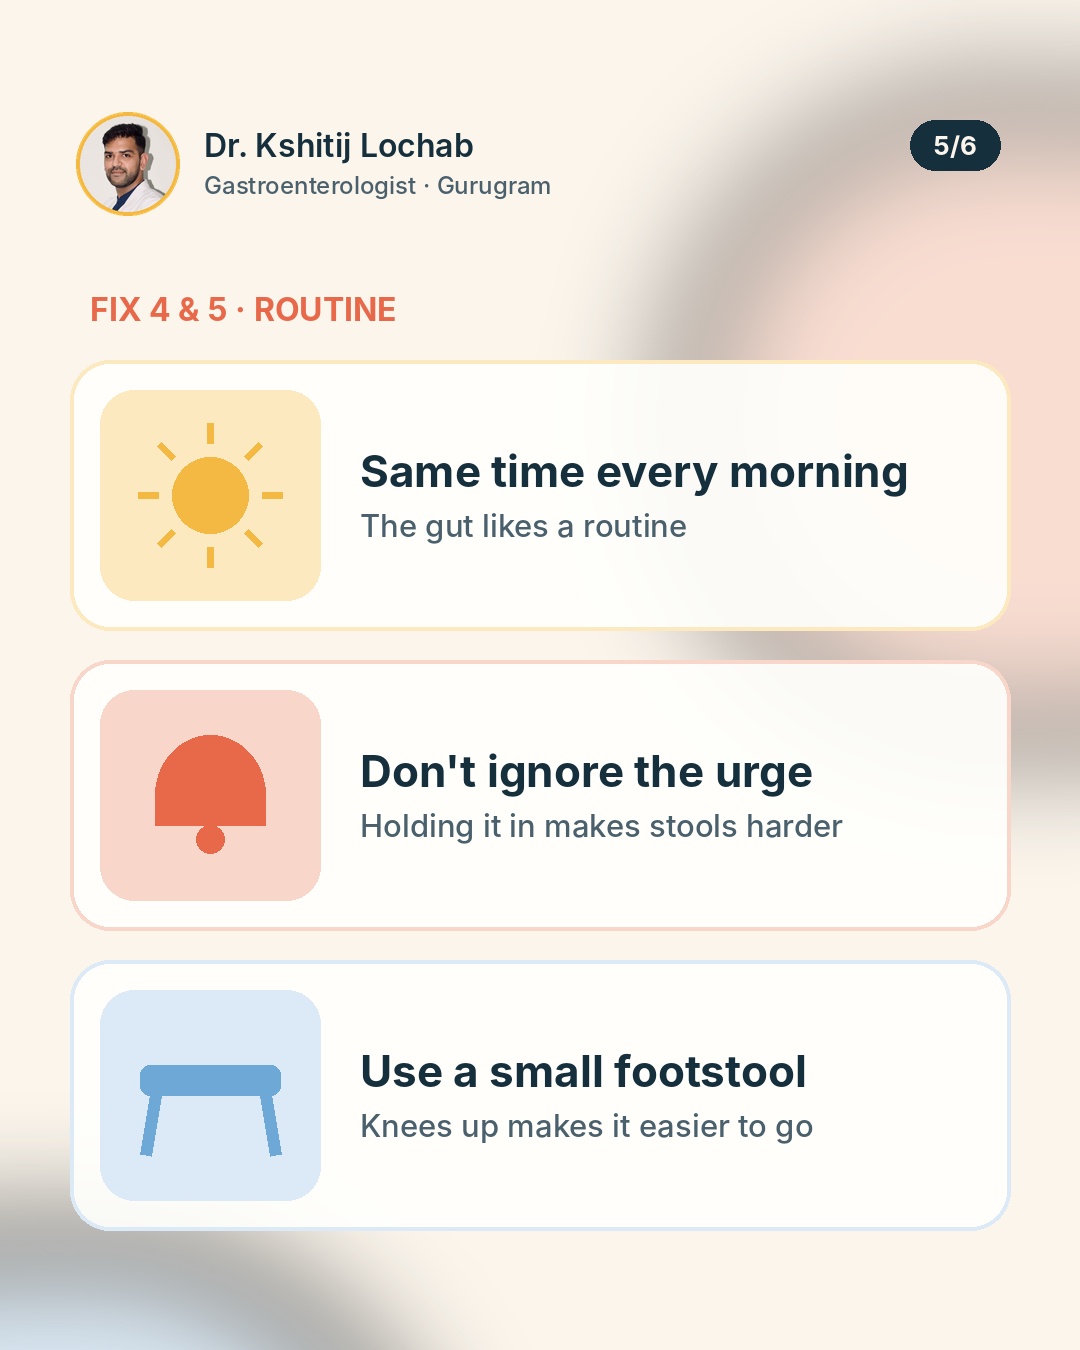 Dr. Kshitij Lochab
Gastroenterologist · Gurugram
5/6
FIX 4 & 5 · ROUTINE
Same time every morning
The gut likes a routine
Don't ignore the urge
Holding it in makes stools harder
Use a small footstool
Knees up makes it easier to go